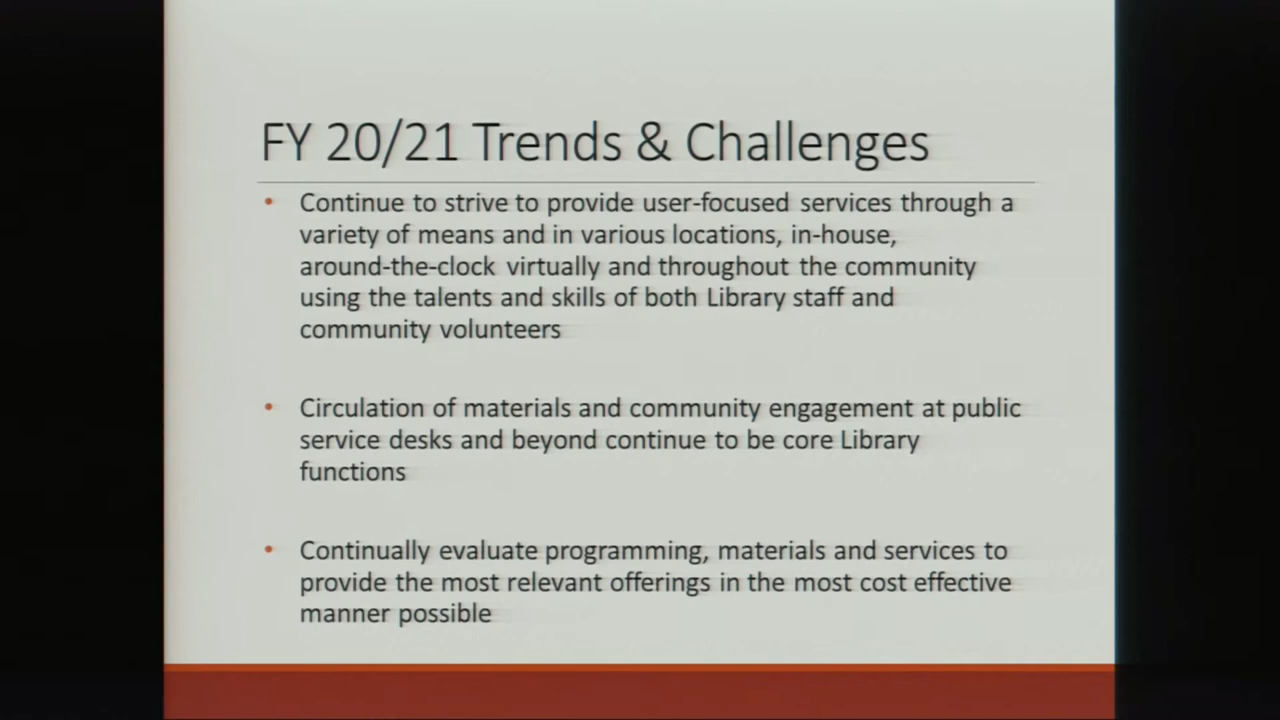 FY 20/21 Trends & Challenges
• Continue to strive to provide user-focused services through a
variety of means and in various locations, in-house,
around-the-clock virtually and throughout the community
using the talents and skills of both Library staff and
community volunteers
• Circulation of materials and community engagement at public
service desks and beyond continue to be core Library
functions
• Continually evaluate programming, materials and services to
provide the most relevant offerings in the most cost effective
manner possible